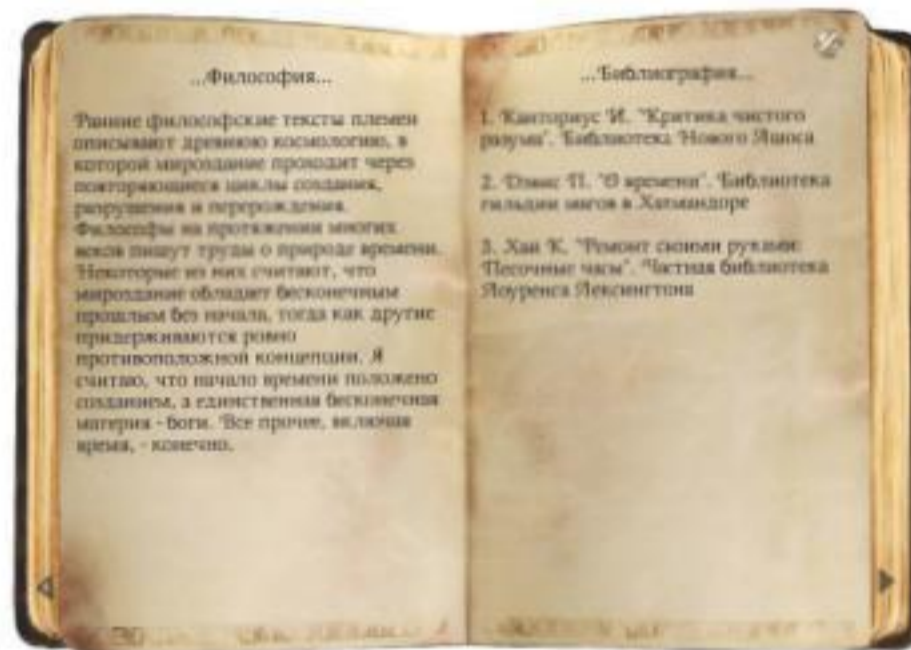 ...Философия...
Ранние философские тексты племен
описывают древнюю космологию, в
которой мироздание проходит через
повторяющиеся циклы создания,
разрушения и перерождения.
Философы на протяжении многих
веков пишут труды о природе времени.
Некоторые из них считают, что
мироздание обладает бесконечным
прошлым без начала, тогда как другие
придерживаются ровно
противоположной концепции. Я
считаю, что начало времени положено
созданием, а единственная бесконечная
материя - боги. Все прочие, включая
время, - конечно.
...Библиография...
1. Канториус И. "Критика чистого
разума". Библиотека Нового Яшоса
2. Дэвис П. "О времени". Библиотека
гильдии магов в Хатмандоре
3. Хан К. "Ремонт своими руками:
Песочные часы". Частная библиотека
Лоуренса Лексингтона